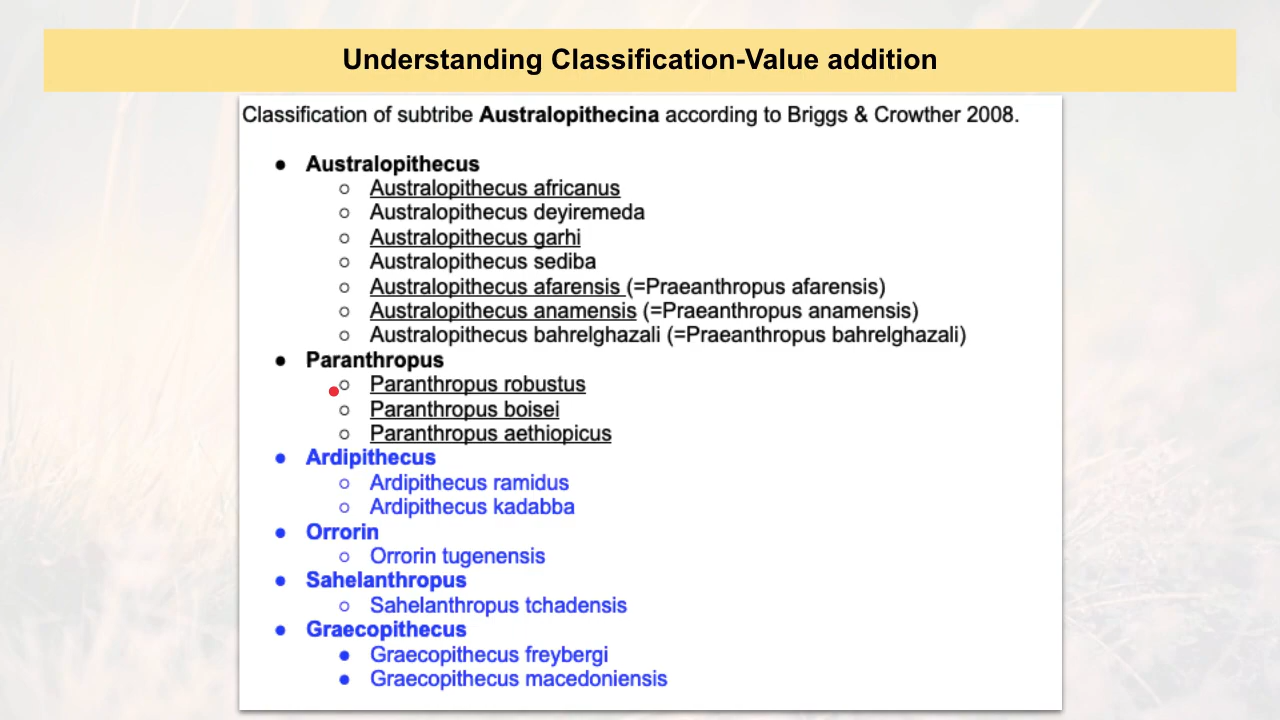 Understanding Classification-Value addition
Classification of subtribe Australopithecina according to Briggs & Crowther 2008.
Australopithecus
Australopithecus africanus
Australopithecus deyiremeda
Australopithecus garhi
Australopithecus sediba
Australopithecus afarensis (=Praeanthropus afarensis)
Australopithecus anamensis (=Praeanthropus anamensis)
Australopithecus bahrelghazali (=Praeanthropus bahrelghazali)
Paranthropus
Paranthropus robustus
Paranthropus boisei
Paranthropus aethiopicus
Ardipithecus
Ardipithecus ramidus
Ardipithecus kadabba
Orrorin
Orrorin tugenensis
Sahelanthropus
Sahelanthropus tchadensis
Graecopithecus
Graecopithecus freybergi
Graecopithecus macedoniensis